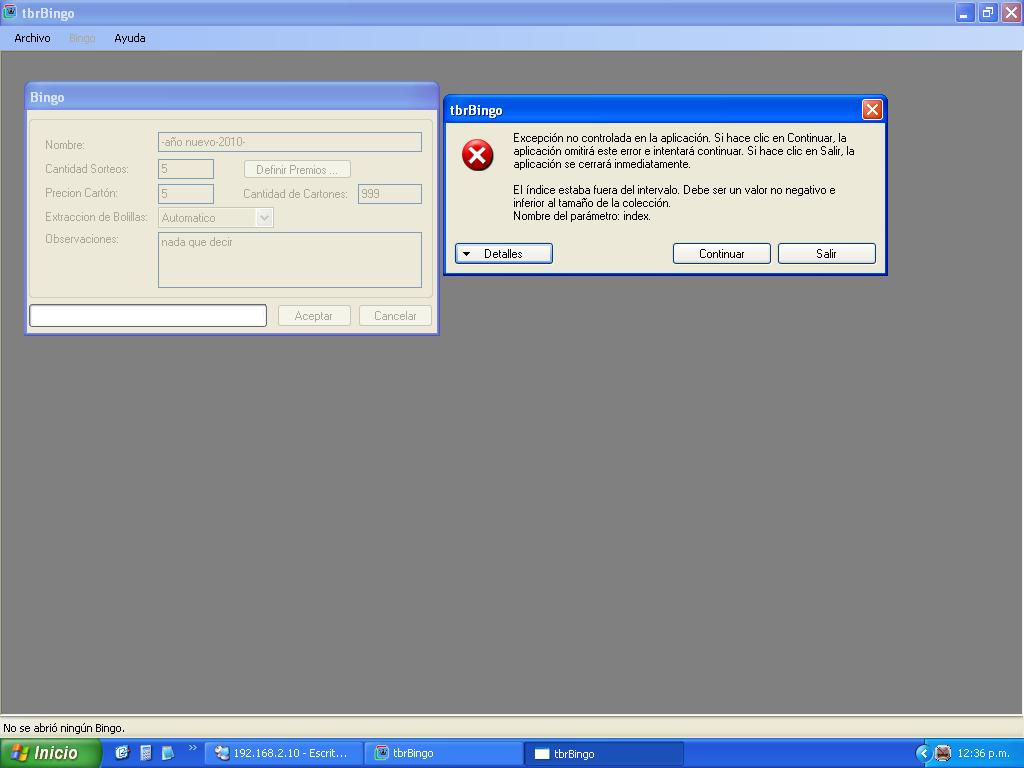 tbrBingo
Archivo Bingo Ayuda
Bingo
Nombre: -año nuevo-2010-
Cantidad Sorteos: 5 Definir Premios ...
Precion Cartón: 5 Cantidad de Cartones: 999
Extraccion de Bolillas: Automatico
Observaciones: nada que decir
Aceptar Cancelar
tbrBingo
Excepción no controlada en la aplicación. Si hace clic en Continuar, la
aplicación omitirá este error e intentará continuar. Si hace clic en Salir, la
aplicación se cerrará inmediatamente.
El índice estaba fuera del intervalo. Debe ser un valor no negativo e
inferior al tamaño de la colección.
Nombre del parámetro: index.
Detalles Continuar Salir
No se abrió ningún Bingo.
Inicio 192.168.2.10 - Escrit... tbrBingo tbrBingo 12:36 p.m.